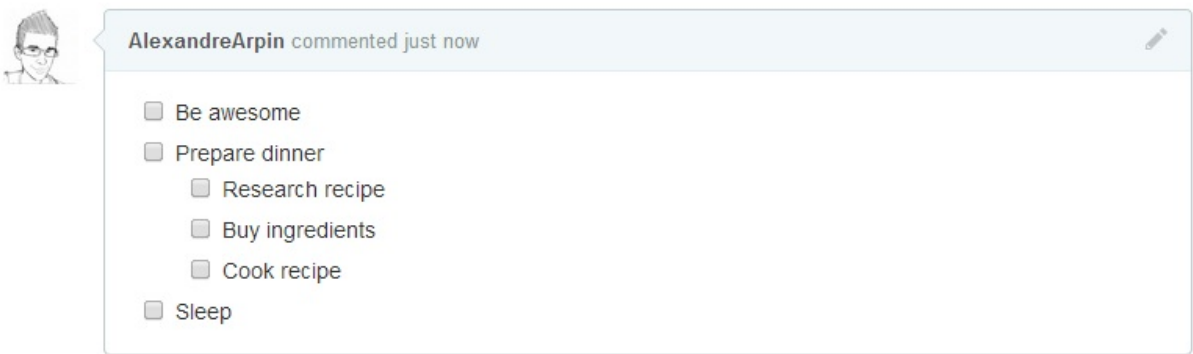 AlexandreArpin commented just now
Be awesome
Prepare dinner
Research recipe
Buy ingredients
Cook recipe
Sleep